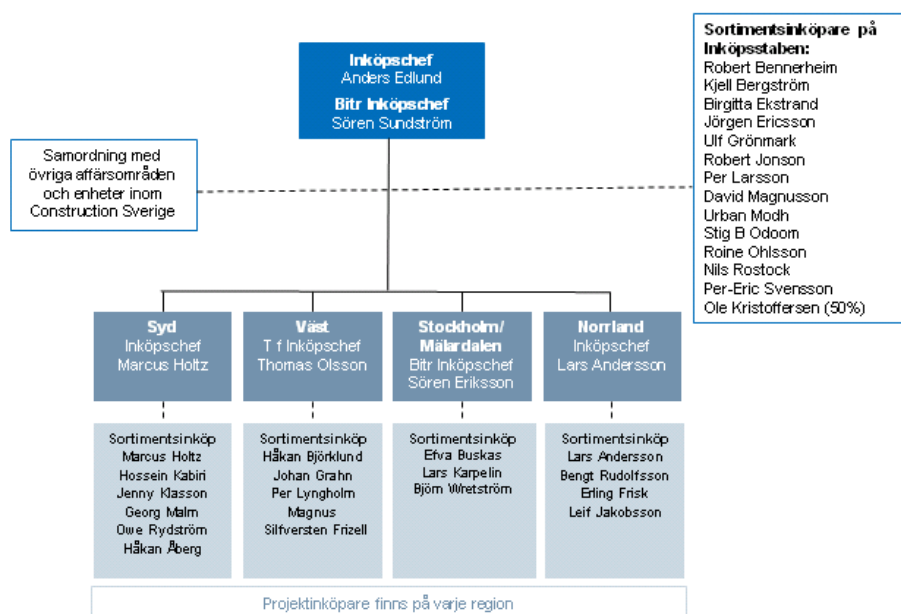 Inköpschef
Anders Edlund
Bitr Inköpschef
Sören Sundström
Sortimentsinköpare på
Inköpsstaben:
Robert Bennerheim
Kjell Bergström
Birgitta Ekstrand
Jörgen Ericsson
Ulf Grönmark
Robert Jonson
Per Larsson
David Magnusson
Urban Modh
Stig B Odoom
Roine Ohlsson
Nils Rostock
Per-Eric Svensson
Ole Kristoffersen (50%)
Samordning med
övriga affärsområden
och enheter inom
Construction Sverige
Syd
Inköpschef
Marcus Holtz
Väst
T f Inköpschef
Thomas Olsson
Stockholm/
Mälardalen
Bitr Inköpschef
Sören Eriksson
Norrland
Inköpschef
Lars Andersson
Sortimentsinköp
Marcus Holtz
Hossein Kabiri
Jenny Klasson
Georg Malm
Owe Rydström
Håkan Åberg
Sortimentsinköp
Håkan Björklund
Johan Grahn
Per Lyngholm
Magnus
Silfversten Frizell
Sortimentsinköp
Efva Buskas
Lars Karpelin
Björn Wretström
Sortimentsinköp
Lars Andersson
Bengt Rudolfsson
Erling Frisk
Leif Jakobsson
Projektinköpare finns på varje region